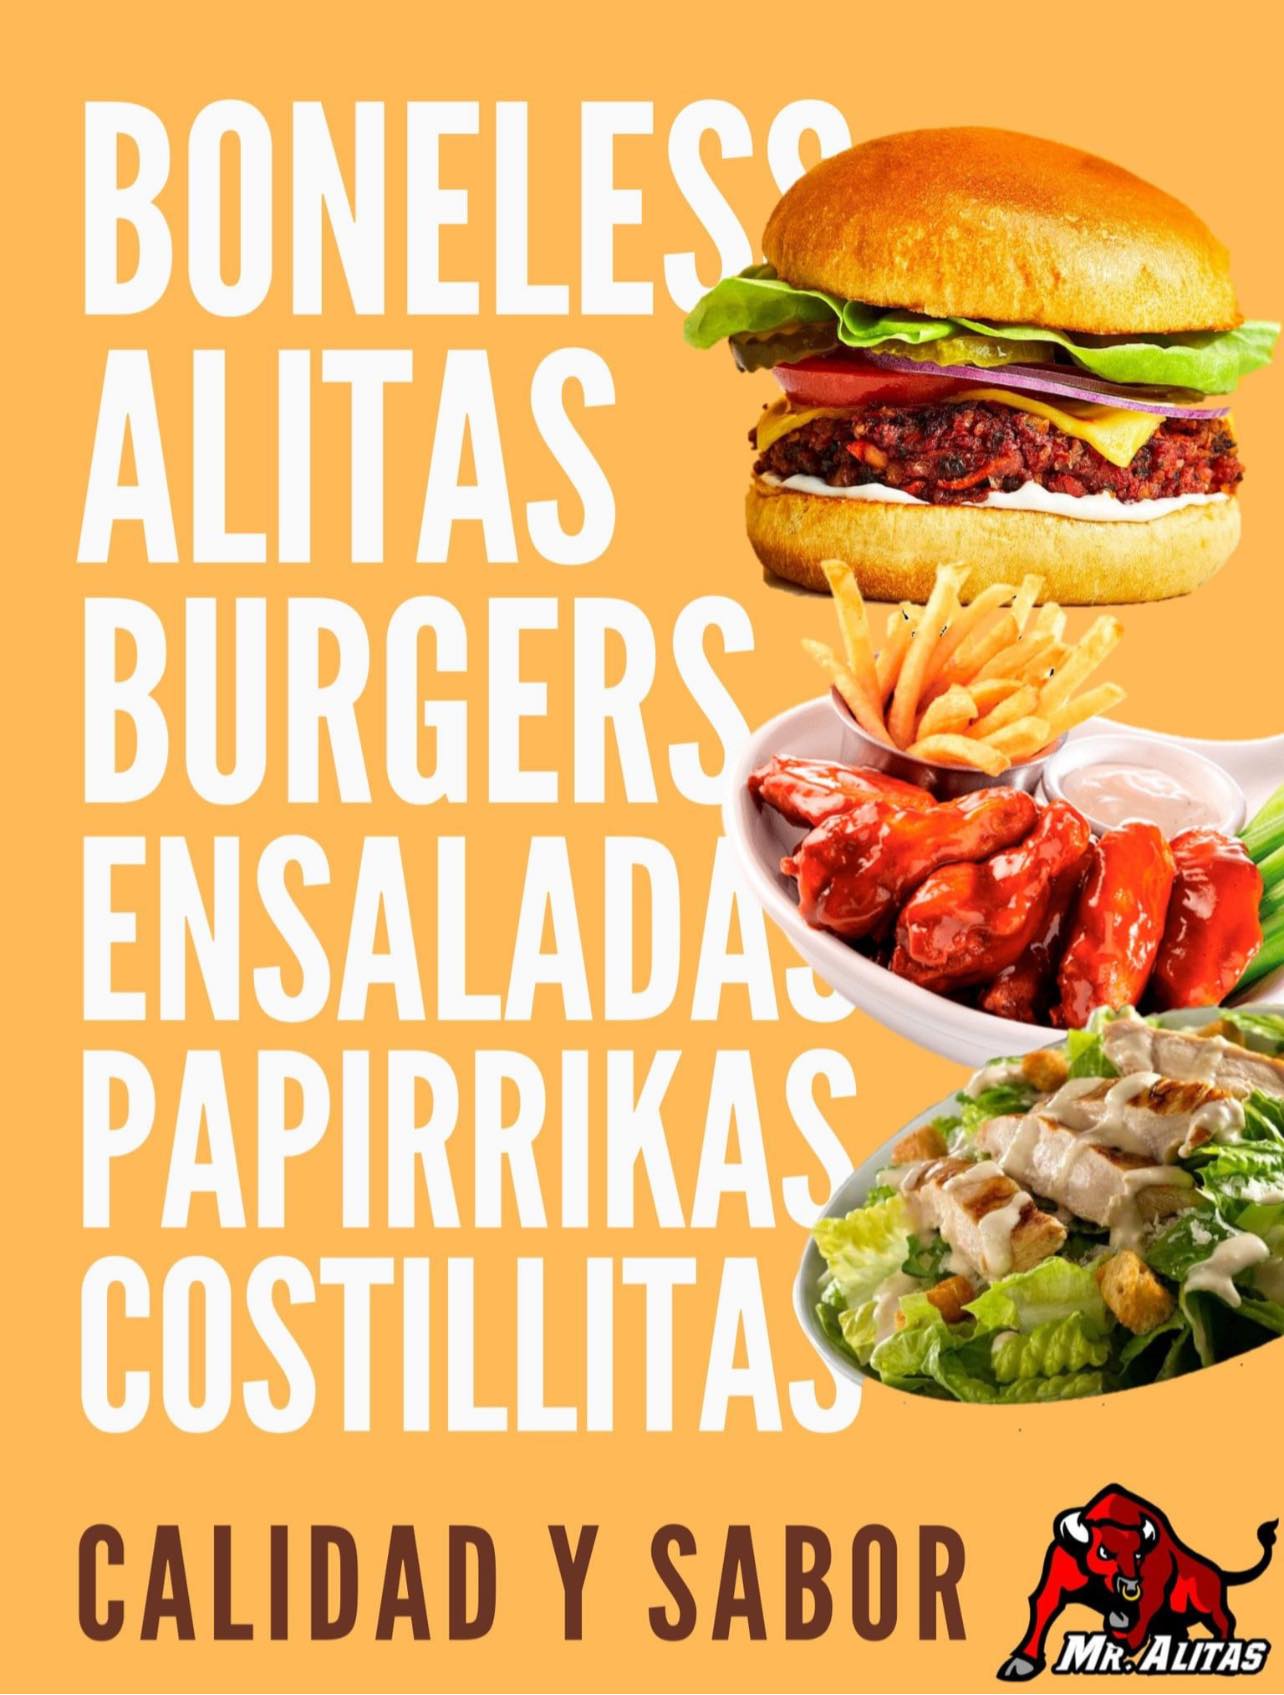 BONELESS
ALITAS
BURGERS
ENSALADAS
PAPIRRIKAS
COSTILLITAS
CALIDAD Y SABOR
MR. ALITAS